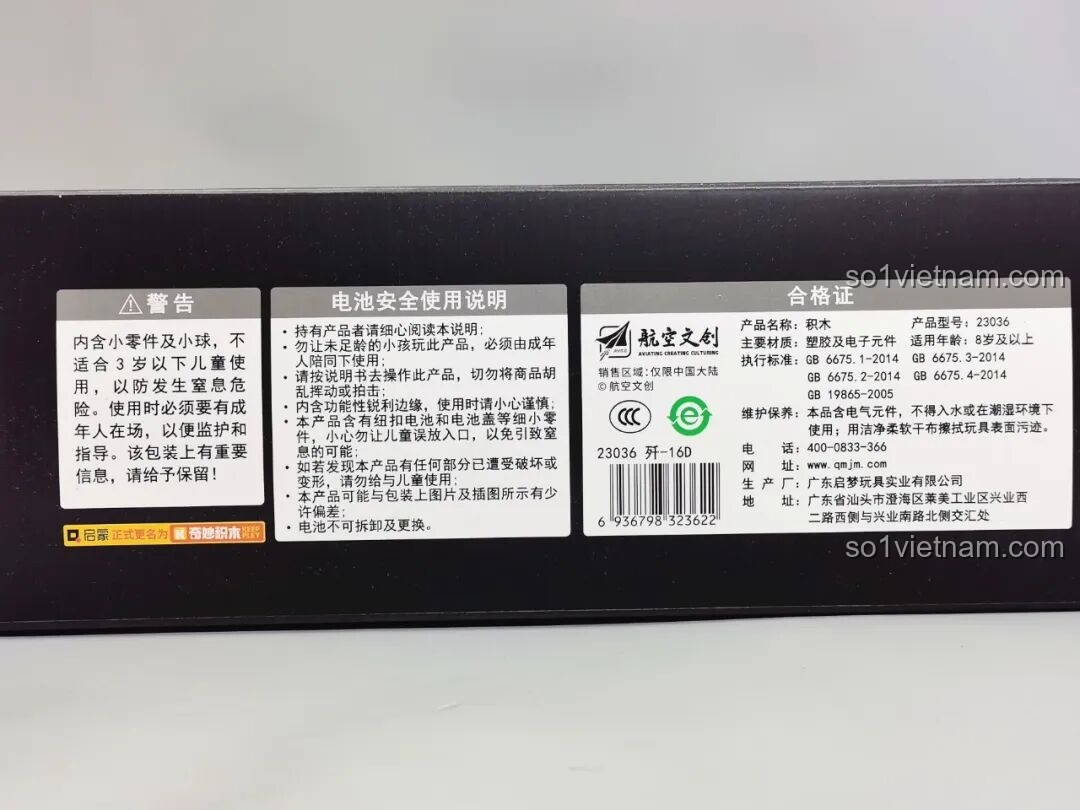 so1vietnam.com
警告
内含小零件及小球，不
适合3岁以下儿童使
用，以防发生窒息危
险。使用时必须要有成
年人在场，以便监护和
指导。该包装上有重要
信息，请给予保留！
启蒙 正式更名为 奇妙积木 KEEP PLAY
电池安全使用说明
• 持有产品者请细心阅读本说明；
• 勿让未足龄的小孩玩此产品，必须由成年
人陪同下使用；
• 请按说明书去操作此产品，切勿将商品胡
乱挥动或拍击；
• 内含功能性锐利边缘，使用时请小心谨慎；
• 本产品含有纽扣电池和电池盖等细小零
件，小心勿让儿童误放入口，以免引致窒
息的可能；
• 如若发现本产品有任何部分已遭受破坏或
变形，请勿给与儿童使用；
• 本产品可能与包装上图片及插图所示有少
许偏差；
• 电池不可拆卸及更换。
合格证
航空文创
AVIATING CREATING CULTURING
销售区域：仅限中国大陆
©航空文创
CCC
23036 歼-16D
6 936798 323622
产品名称：积木 产品型号：23036
主要材质：塑胶及电子元件 适用年龄：8岁及以上
执行标准：GB 6675.1-2014 GB 6675.3-2014
GB 6675.2-2014 GB 6675.4-2014
GB 19865-2005
维护保养：本品含电气元件，不得入水或在潮湿环境下
使用；用洁净柔软干布擦拭玩具表面污迹。
电话：400-0833-366
网址：www.qmjm.com
生产厂：广东启梦玩具实业有限公司
地址：广东省汕头市澄海区莱美工业区兴业西
二路西侧与兴业南路北侧交汇处
so1vietnam.com